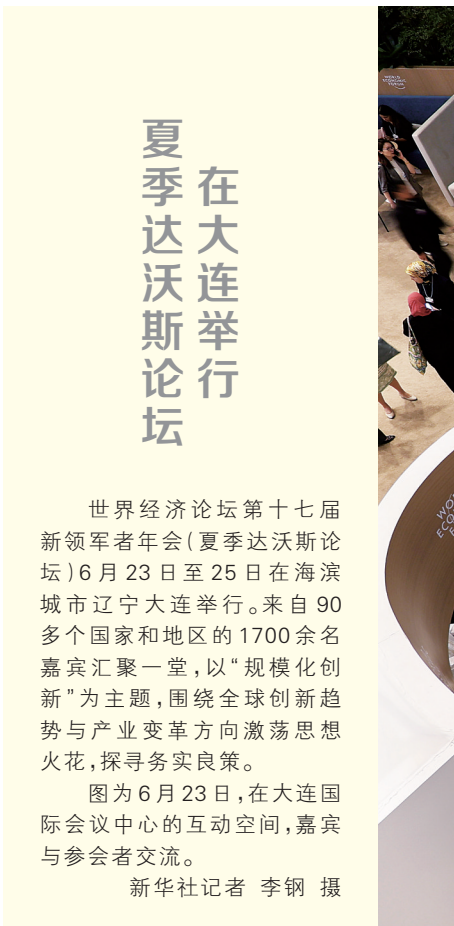 夏季达沃斯论坛
在大连举行
世界经济论坛第十七届
新领军者年会(夏季达沃斯论
坛)6月23日至25日在海滨
城市辽宁大连举行。来自90
多个国家和地区的1700余名
嘉宾汇聚一堂,以“规模化创
新”为主题,围绕全球创新趋
势与产业变革方向激荡思想
火花,探寻务实良策。
图为6月23日,在大连国
际会议中心的互动空间,嘉宾
与参会者交流。
新华社记者 李钢 摄
WORLD
ECONOMIC
FORUM